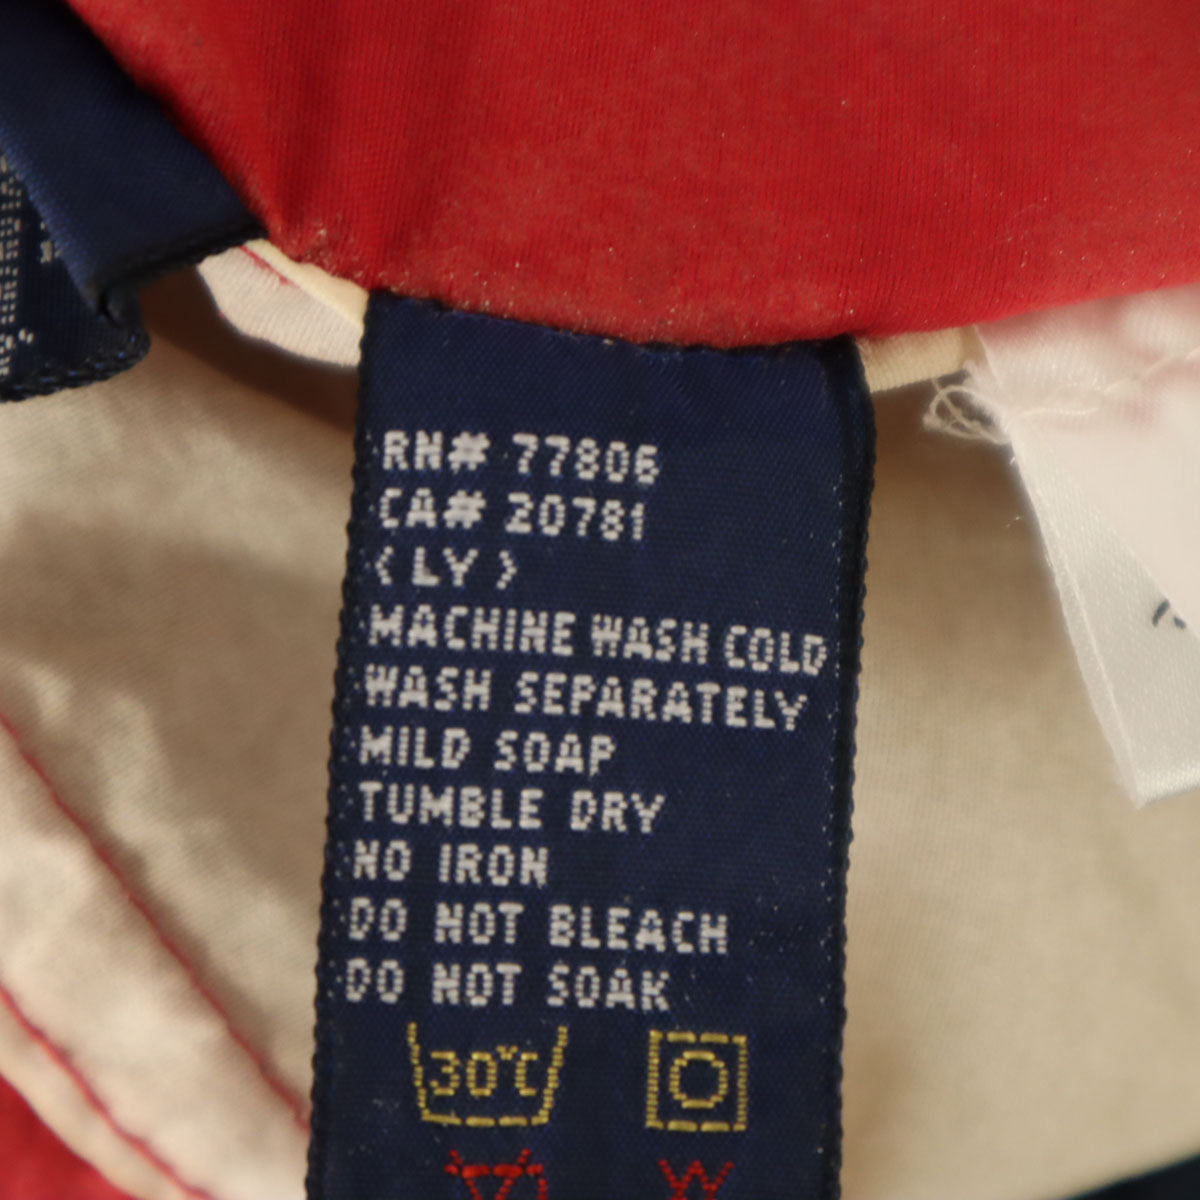 RN# 77806
CA# 20781
(LY)
MACHINE WASH COLD
WASH SEPARATELY
MILD SOAP
TUMBLE DRY
NO IRON
DO NOT BLEACH
DO NOT SOAK
30°C